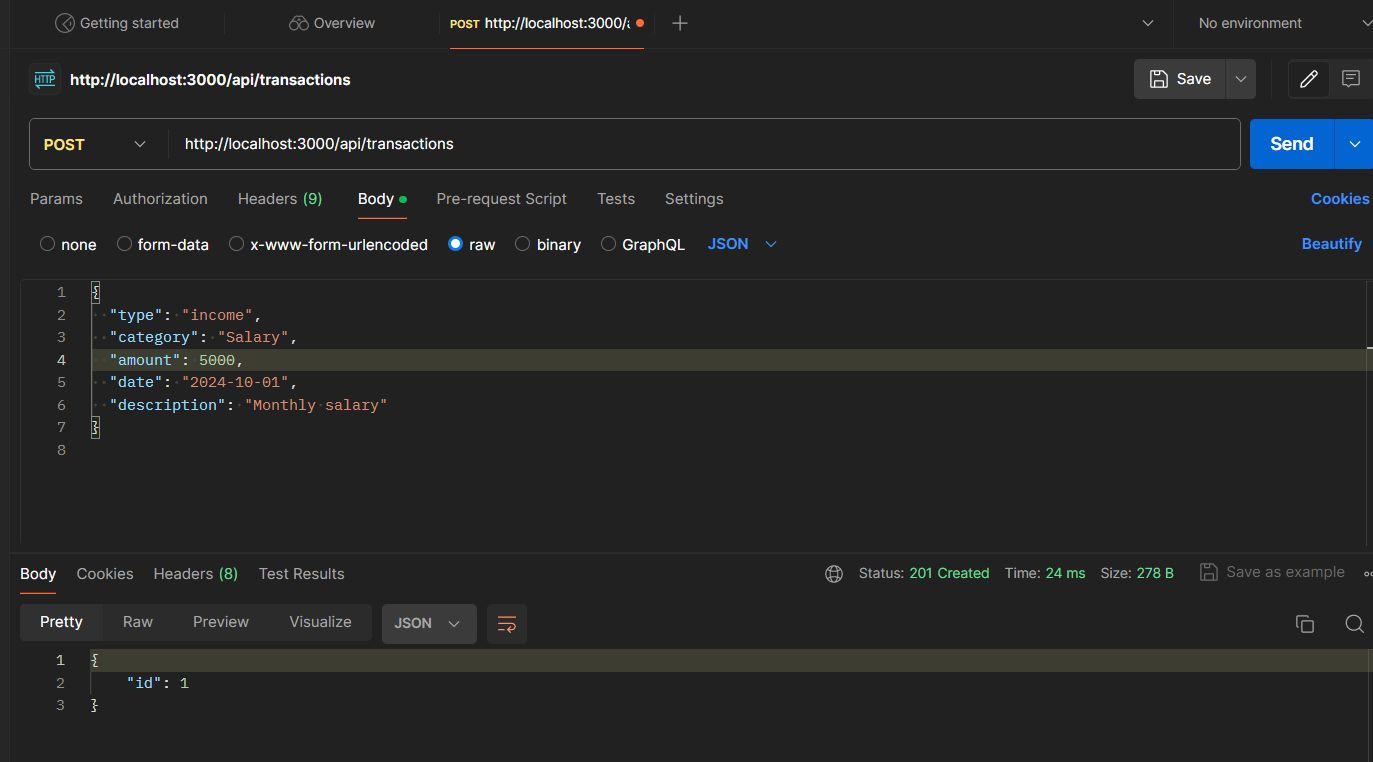 Getting started Overview POST http://localhost:3000/a No environment
HTTP http://localhost:3000/api/transactions Save
POST http://localhost:3000/api/transactions Send
Params Authorization Headers (9) Body Pre-request Script Tests Settings Cookies
none form-data x-www-form-urlencoded raw binary GraphQL JSON Beautify
1 {
2 "type": "income",
3 "category": "Salary",
4 "amount": 5000,
5 "date": "2024-10-01",
6 "description": "Monthly salary"
7 }
8
Body Cookies Headers (8) Test Results Status: 201 Created Time: 24 ms Size: 278 B Save as example
Pretty Raw Preview Visualize JSON
1 {
2 "id": 1
3 }